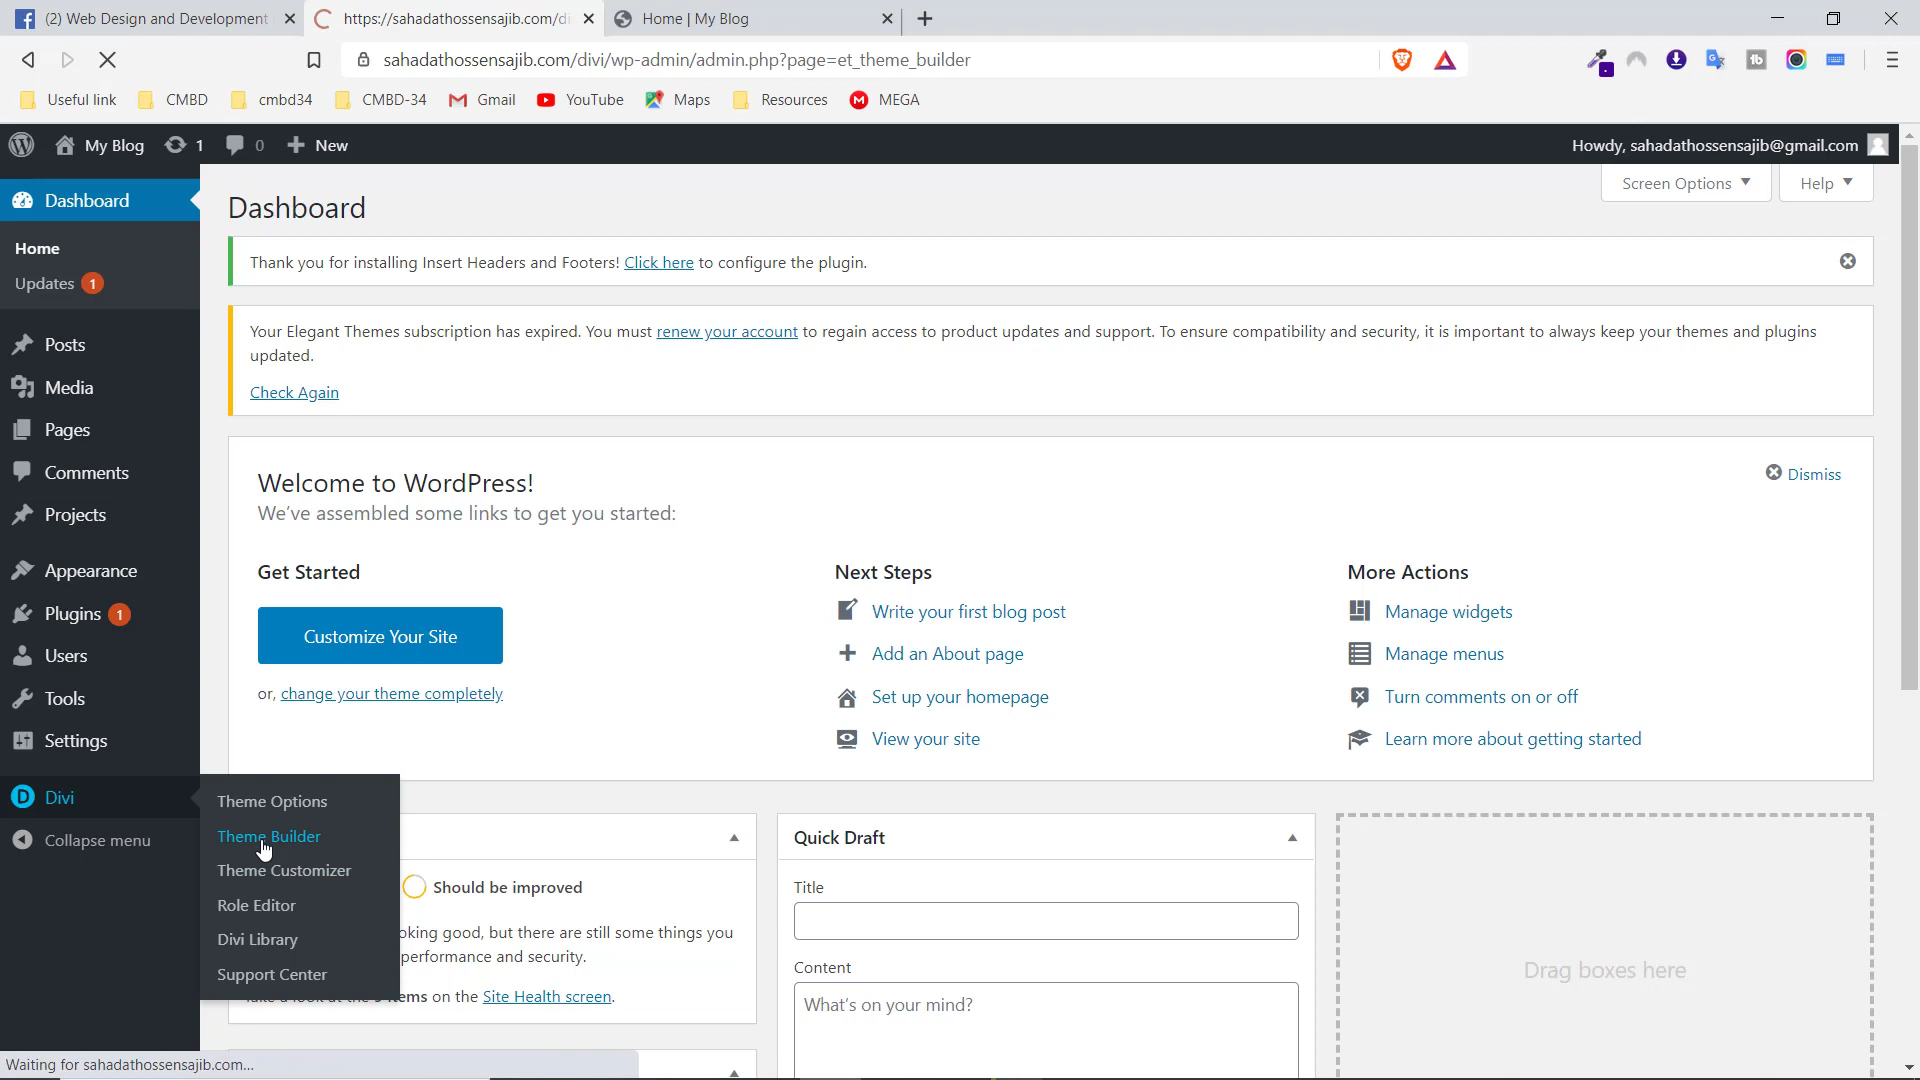 (2) Web Design and Development
https://sahadathossensajib.com/di
Home | My Blog
sahadathossensajib.com/divi/wp-admin/admin.php?page=et_theme_builder
Useful link
CMBD
cmbd34
CMBD-34
Gmail
YouTube
Maps
Resources
MEGA
My Blog
1
0
New
Howdy, sahadathossensajib@gmail.com
Screen Options
Help
Dashboard
Home
Updates 1
Posts
Media
Pages
Comments
Projects
Appearance
Plugins 1
Users
Tools
Settings
Divi
Collapse menu
Theme Options
Theme Builder
Theme Customizer
Role Editor
Divi Library
Support Center
Dashboard
Thank you for installing Insert Headers and Footers! Click here to configure the plugin.
Your Elegant Themes subscription has expired. You must renew your account to regain access to product updates and support. To ensure compatibility and security, it is important to always keep your themes and plugins
updated.
Check Again
Welcome to WordPress!
Dismiss
We've assembled some links to get you started:
Get Started
Customize Your Site
or, change your theme completely
Next Steps
Write your first blog post
Add an About page
Set up your homepage
View your site
More Actions
Manage widgets
Manage menus
Turn comments on or off
Learn more about getting started
Should be improved
oking good, but there are still some things you
performance and security.
items on the Site Health screen.
Quick Draft
Title
Content
What's on your mind?
Drag boxes here
Waiting for sahadathossensajib.com...